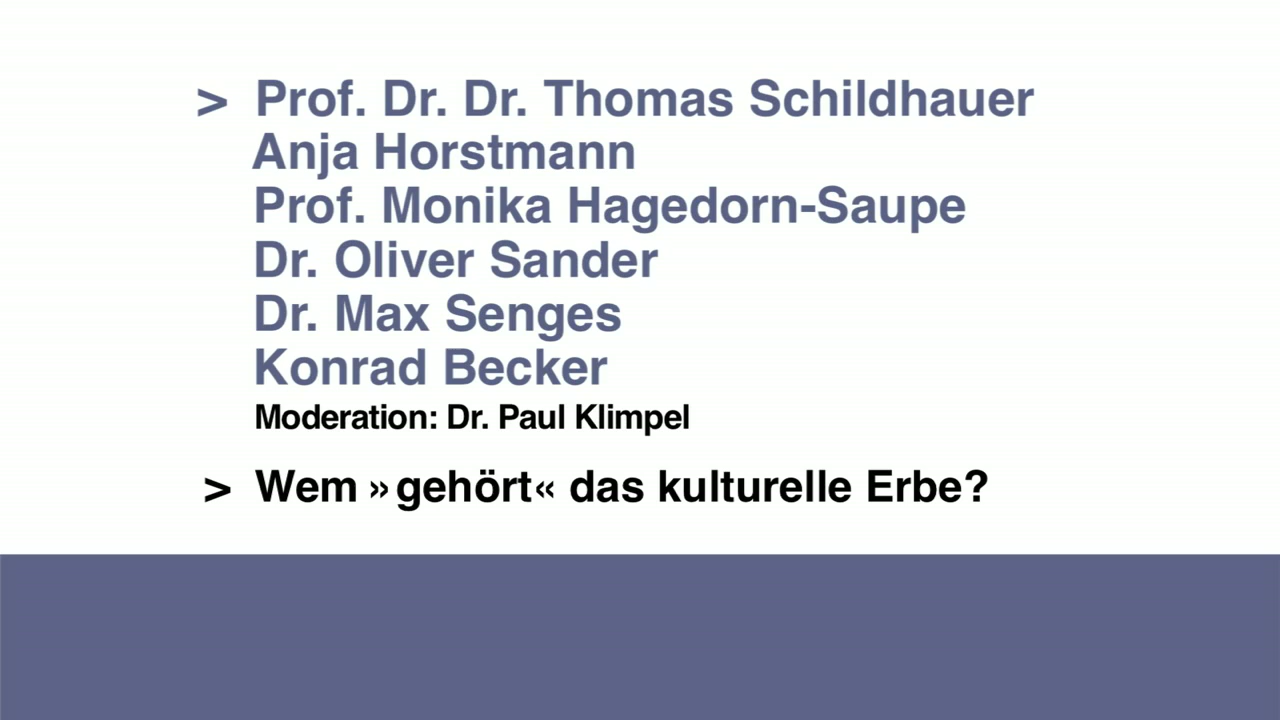 > Prof. Dr. Dr. Thomas Schildhauer
Anja Horstmann
Prof. Monika Hagedorn-Saupe
Dr. Oliver Sander
Dr. Max Senges
Konrad Becker
Moderation: Dr. Paul Klimpel
> Wem »gehört« das kulturelle Erbe?